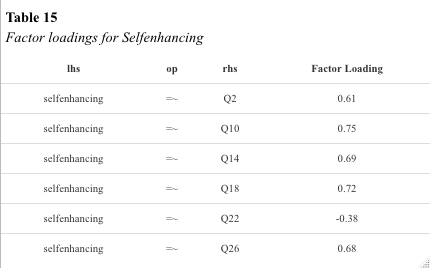 Table 15
Factor loadings for Selfenhancing
lhs op rhs Factor Loading
selfenhancing =~ Q2 0.61
selfenhancing =~ Q10 0.75
selfenhancing =~ Q14 0.69
selfenhancing =~ Q18 0.72
selfenhancing =~ Q22 -0.38
selfenhancing =~ Q26 0.68